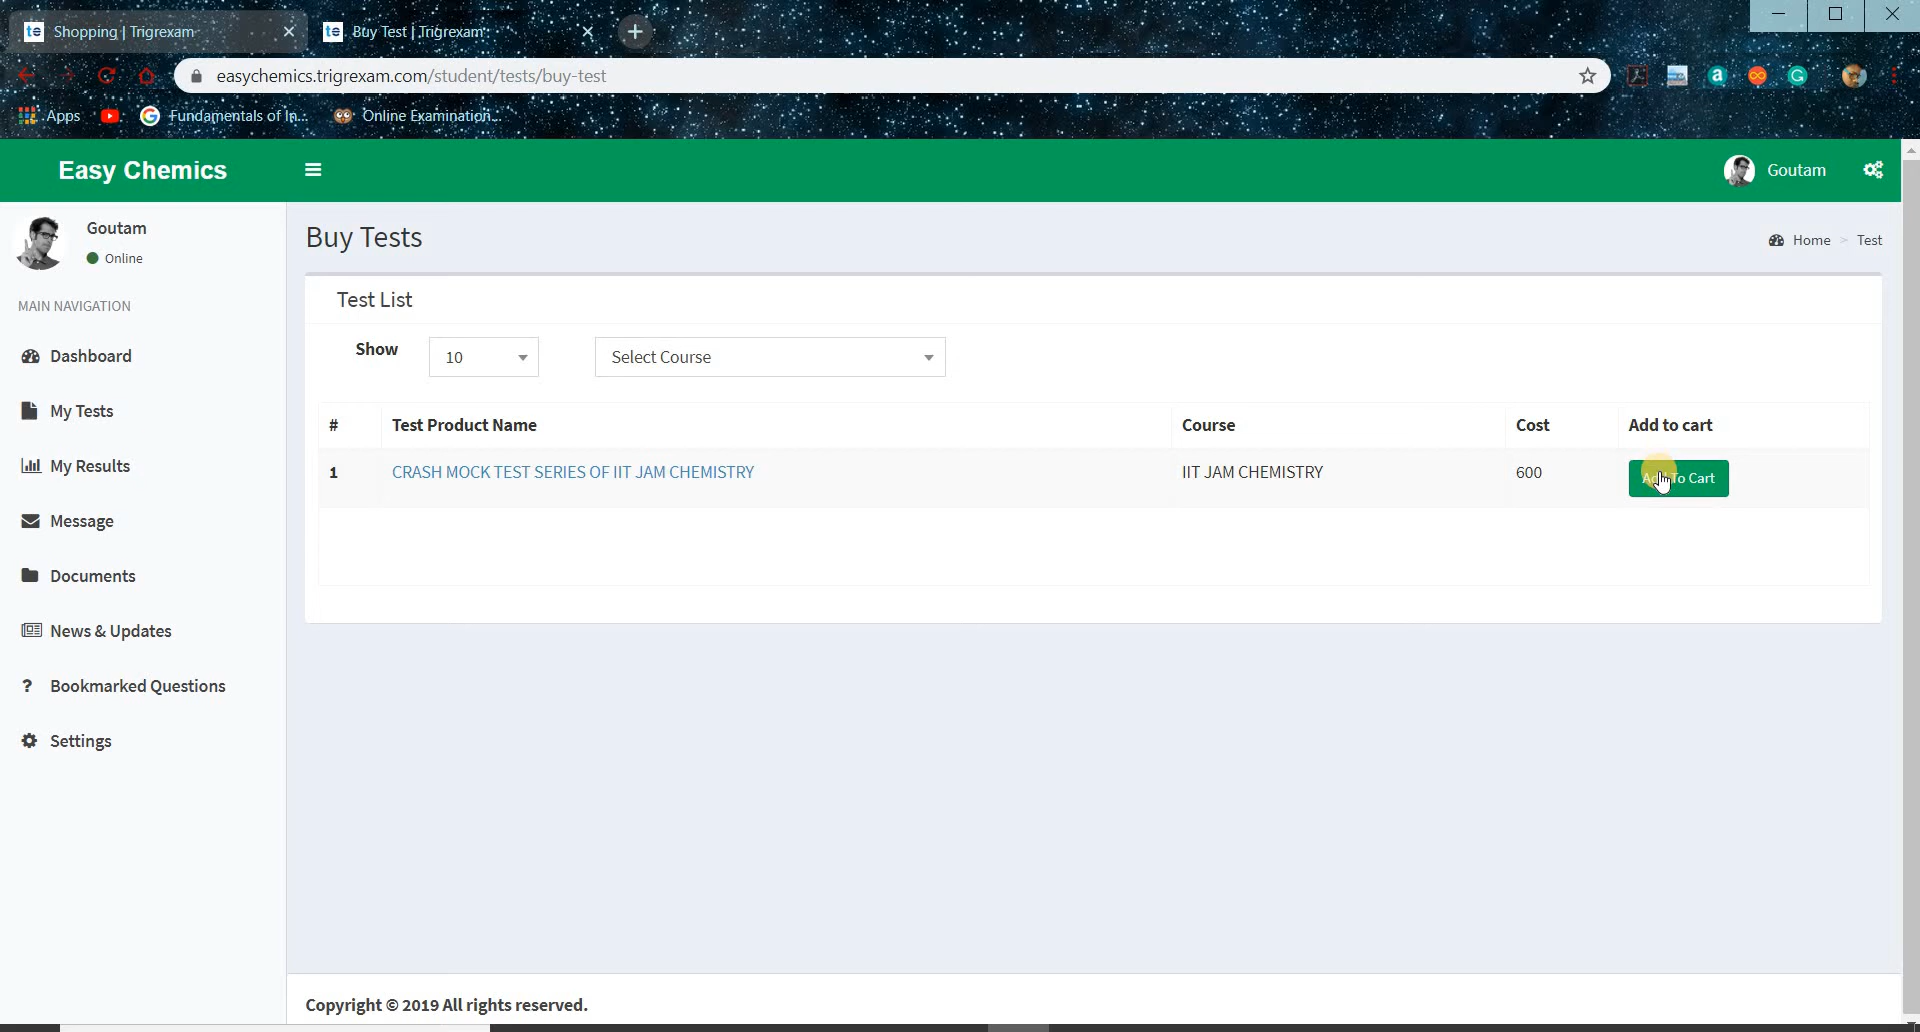 te Shopping | Trigrexam
te Buy Test | Trigrexam
easychemics.trigrexam.com/student/tests/buy-test
Apps
Fundamentals of In...
Online Examination...
Easy Chemics
Goutam
Goutam
Online
Buy Tests
Home > Test
MAIN NAVIGATION
Dashboard
My Tests
My Results
Message
Documents
News & Updates
? Bookmarked Questions
Settings
Test List
Show 10 Select Course
# Test Product Name Course Cost Add to cart
1 CRASH MOCK TEST SERIES OF IIT JAM CHEMISTRY IIT JAM CHEMISTRY 600 Add To Cart
Copyright © 2019 All rights reserved.